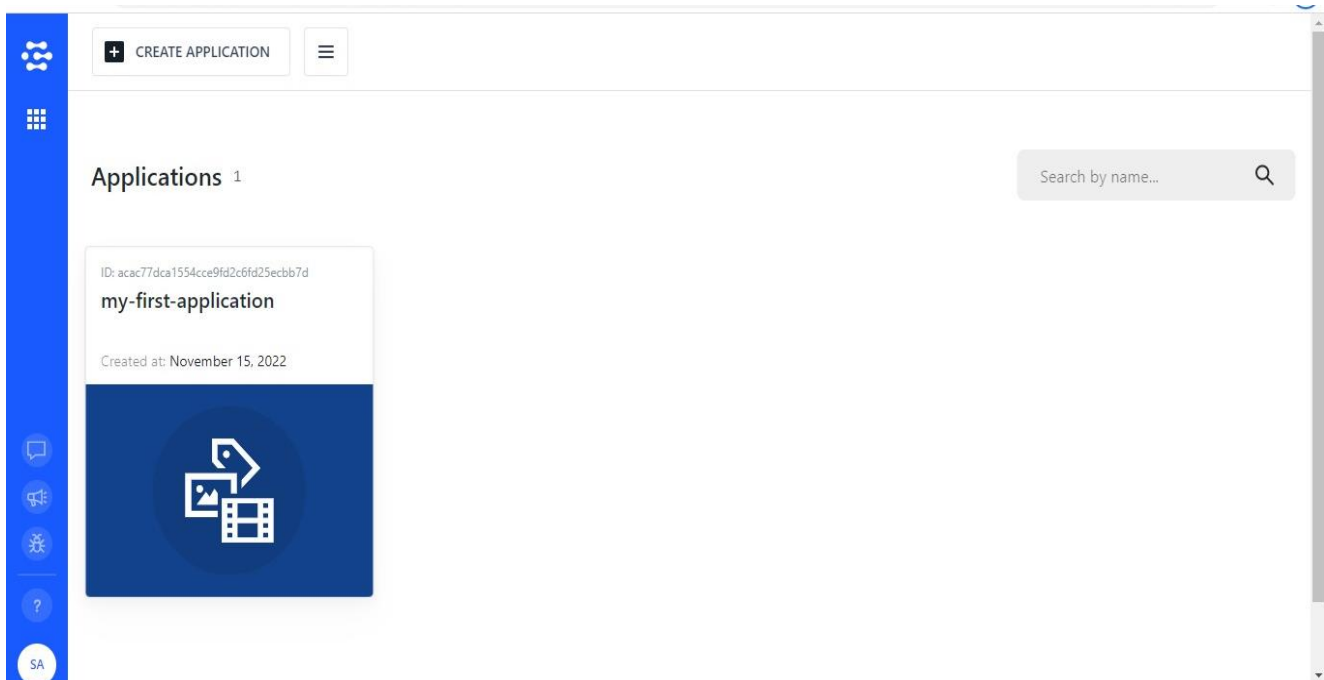 CREATE APPLICATION
Applications 1
Search by name...
ID: acac77dca1554cce9fd2c6fd25ecbb7d
my-first-application
Created at: November 15, 2022
?
SA